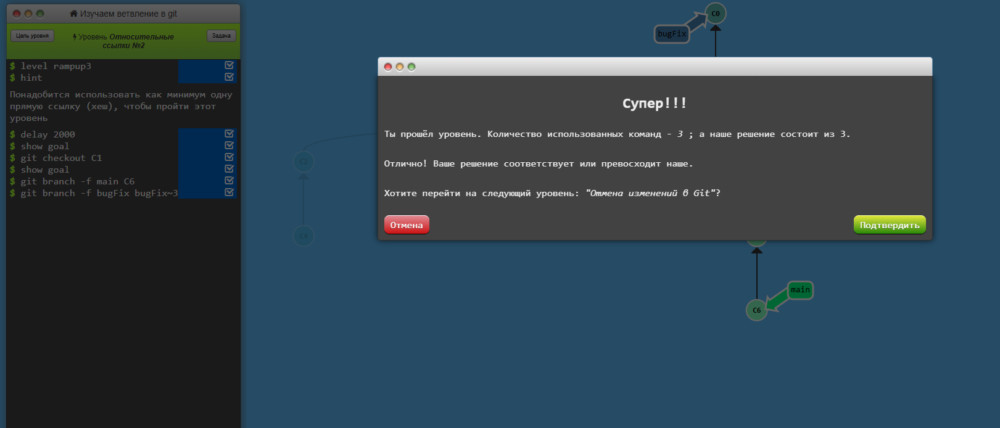 Изучаем ветвление в git
Цель уровня
Уровень Относительные
ссылки №2
Задача
$ level rampup3
$ hint
Понадобится использовать как минимум одну
прямую ссылку (хеш), чтобы пройти этот
уровень
$ delay 2000
$ show goal
$ git checkout C1
$ show goal
$ git branch -f main C6
$ git branch -f bugFix bugFix~3
C0
bugFix
Супер!!!
Ты прошёл уровень. Количество использованных команд - 3 ; а наше решение состоит из 3.
Отлично! Ваше решение соответствует или превосходит наше.
Хотите перейти на следующий уровень: "Отмена изменений в Git"?
Отмена
Подтвердить
C2
C4
main
C6